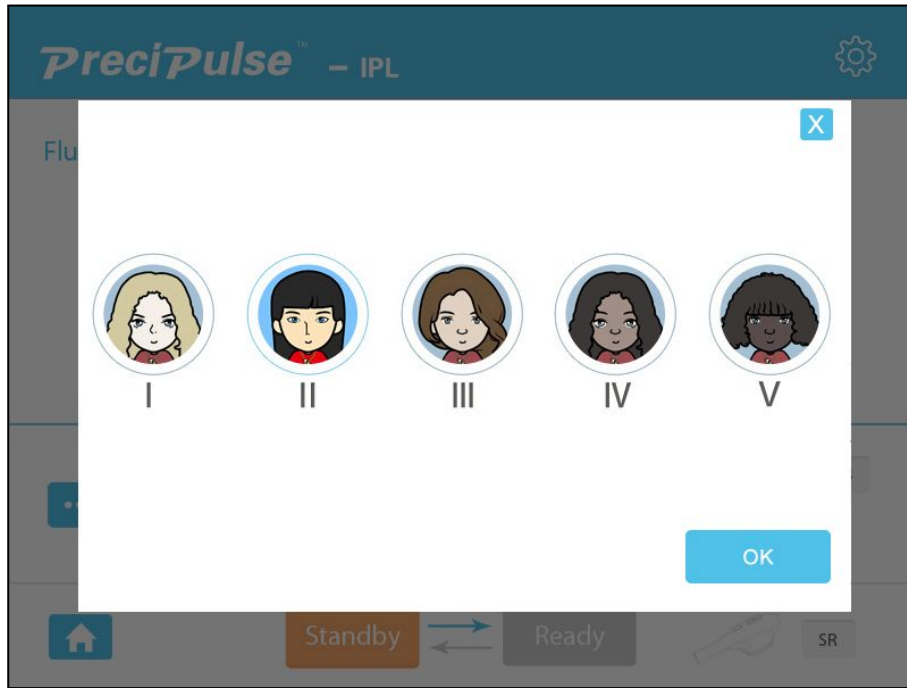 PreciPulse™ – IPL
X
Flu
I II III IV V
OK
Standby Ready
SR